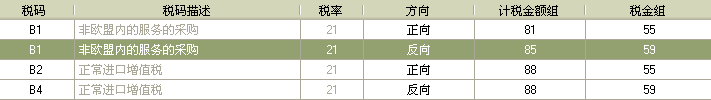 税码 税码描述 税率 方向 计税金额组 税金组
B1 非欧盟内的服务的采购 21 正向 81 55
B1 非欧盟内的服务的采购 21 反向 85 59
B2 正常进口增值税 21 正向 88 55
B4 正常进口增值税 21 反向 88 59